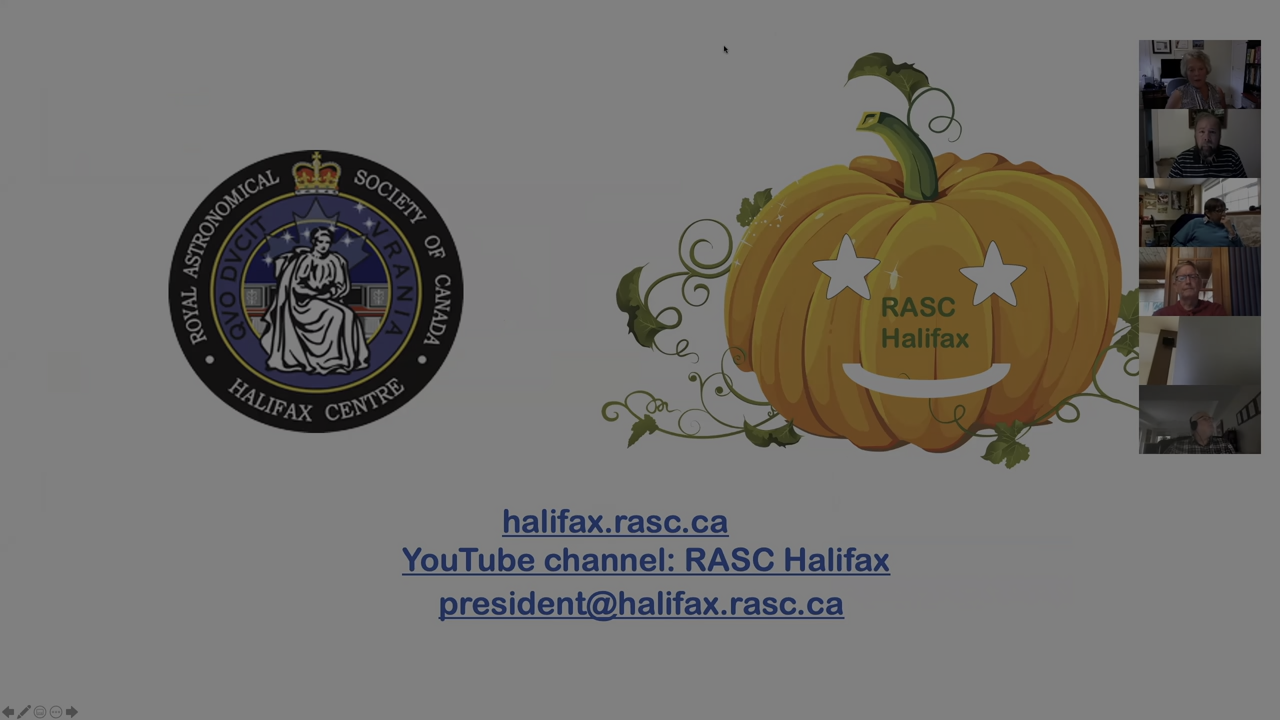 ROYAL ASTRONOMICAL SOCIETY OF CANADA
QVO DVCIT VRANIA
HALIFAX CENTRE
RASC
Halifax
halifax.rasc.ca
YouTube channel: RASC Halifax
president@halifax.rasc.ca